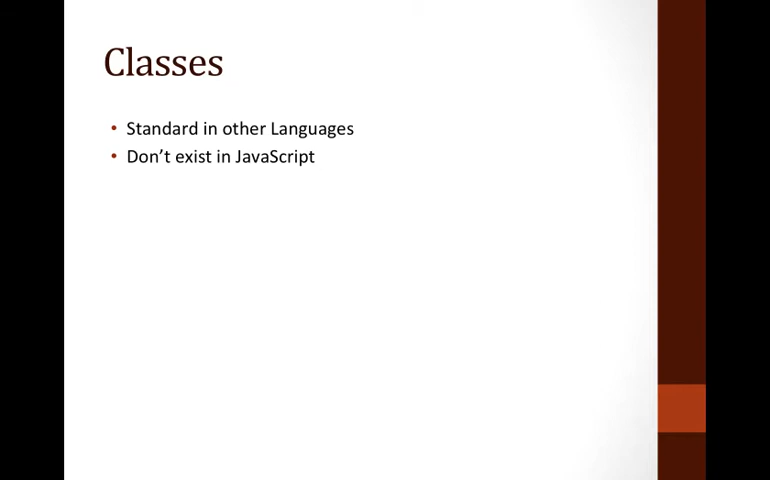 Classes
• Standard in other Languages
• Don’t exist in JavaScript